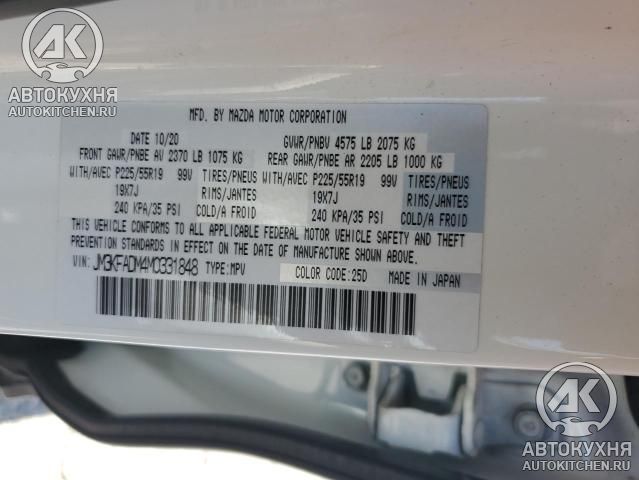 AK
АВТОКУХНЯ
AUTOKITCHEN.RU
MFD. BY MAZDA MOTOR CORPORATION
DATE 10/20 GVWR/PNBV 4575 LB 2075 KG
FRONT GAWR/PNBE AV 2370 LB 1075 KG REAR GAWR/PNBE AR 2205 LB 1000 KG
WITH/AVEC P225/55R19 99V TIRES/PNEUS WITH/AVEC P225/55R19 99V TIRES/PNEUS
19X7J RIMS/JANTES 19X7J RIMS/JANTES
240 KPA/35 PSI COLD/A FROID 240 KPA/35 PSI COLD/A FROID
THIS VEHICLE CONFORMS TO ALL APPLICABLE FEDERAL MOTOR VEHICLE SAFETY AND THEFT
PREVENTION STANDARDS IN EFFECT ON THE DATE OF MANUFACTURE SHOWN ABOVE.
VIN: JM3KFADM4M0331848 TYPE: MPV COLOR CODE: 25D MADE IN JAPAN
AK
АВТОКУХНЯ
AUTOKITCHEN.RU